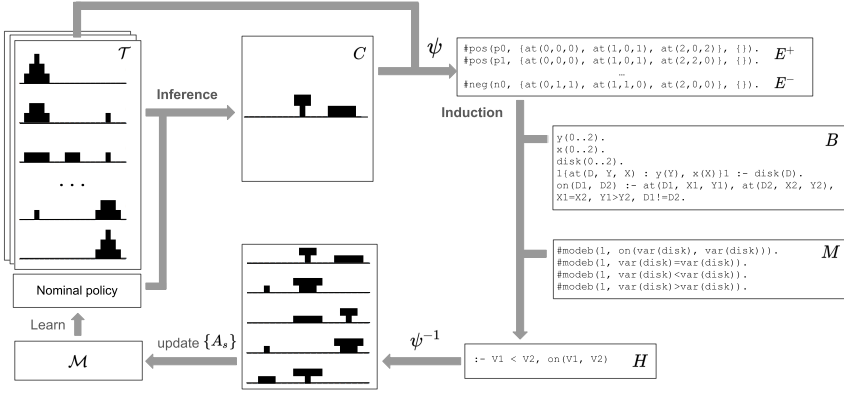 𝒯
C
ψ
#pos(p0, {at(0,0,0), at(1,0,1), at(2,0,2)}, {}).
#pos(p1, {at(0,0,0), at(1,0,1), at(2,2,0)}, {}).
…
#neg(n0, {at(0,1,1), at(1,1,0), at(2,0,0)}, {}).
E⁺
E⁻
Inference
Induction
y(0..2).
x(0..2).
disk(0..2).
1{at(D, Y, X) : y(Y), x(X)}1 :- disk(D).
on(D1, D2) :- at(D1, X1, Y1), at(D2, X2, Y2),
X1=X2, Y1>Y2, D1!=D2.
B
...
#modeb(1, on(var(disk), var(disk))).
#modeb(1, var(disk)=var(disk)).
#modeb(1, var(disk)<var(disk)).
#modeb(1, var(disk)>var(disk)).
M
Nominal policy
Learn
ℳ
update {Aₛ}
ψ⁻¹
:- V1 < V2, on(V1, V2)
H